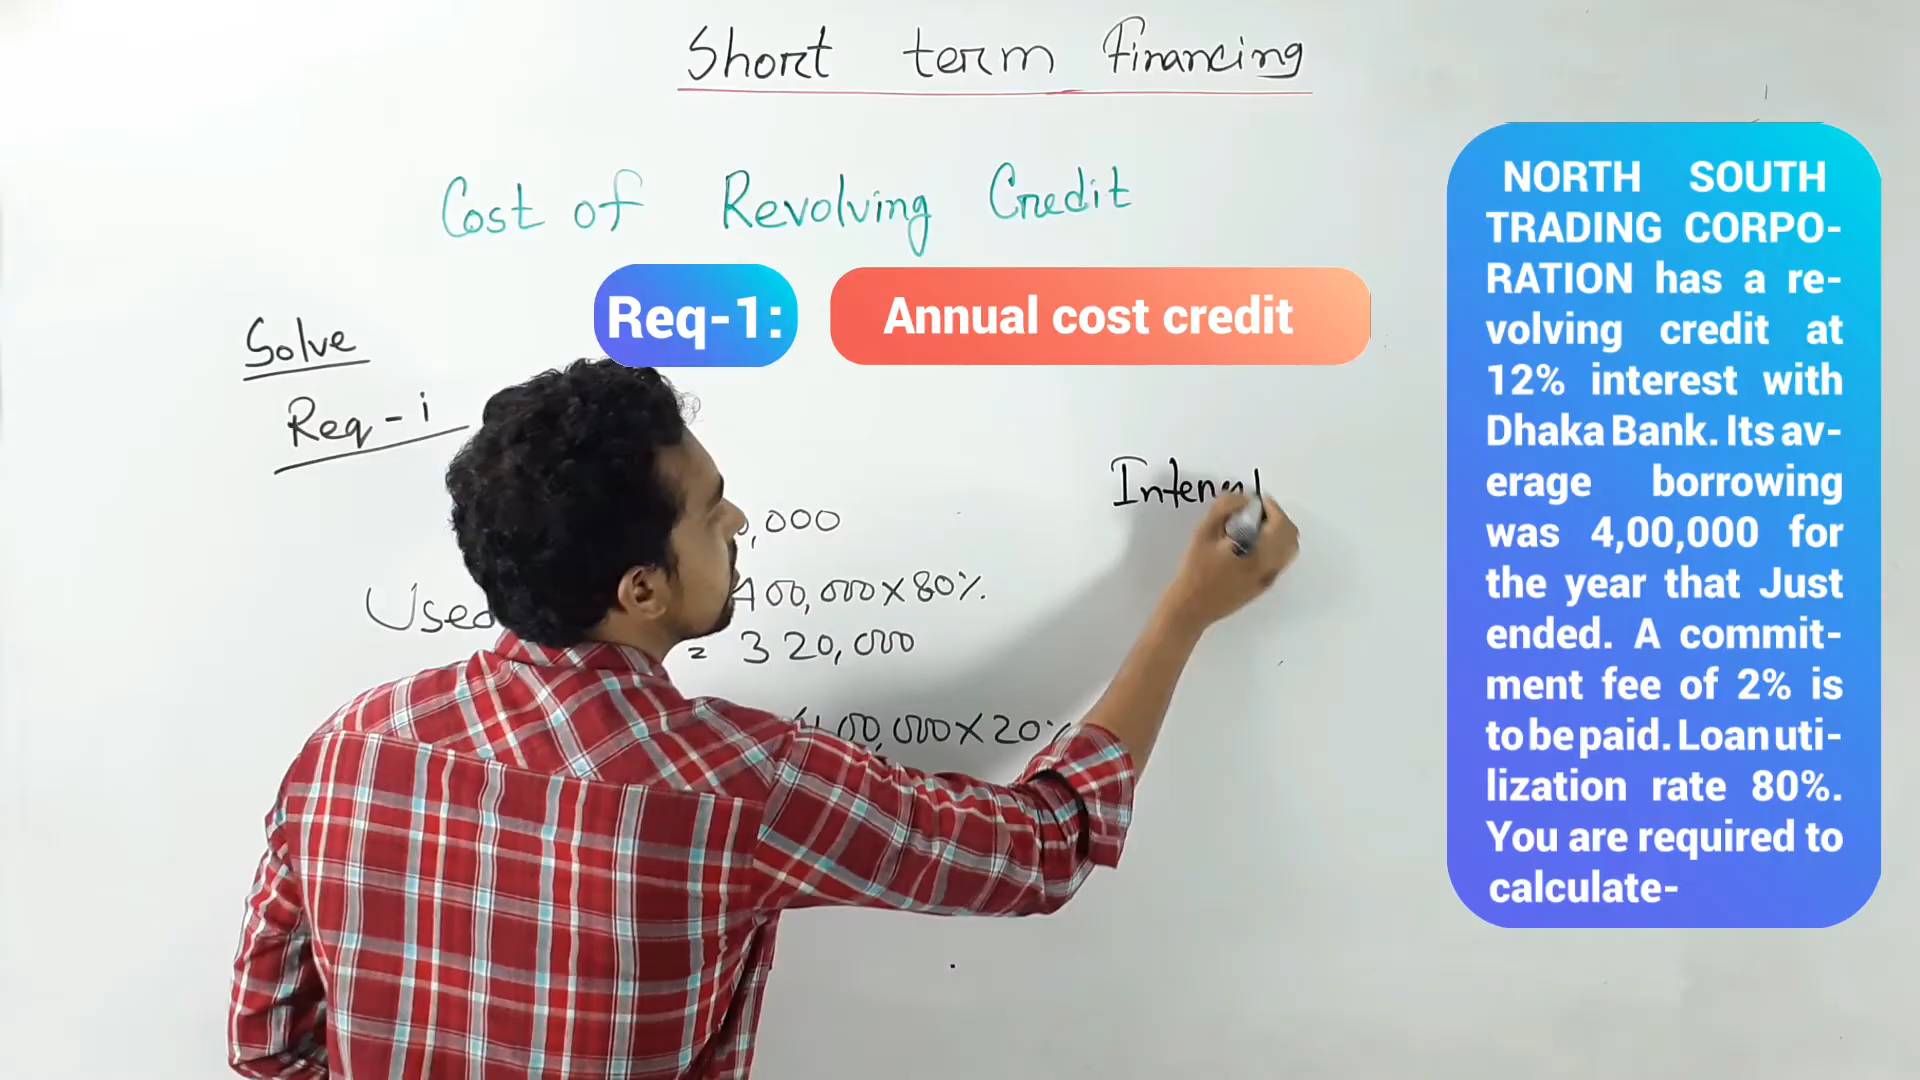 Short term Financing
Cost of Revolving Credit
Req-1: Annual cost credit
Solve
Req-i
,000
Used 400,000×80%.
= 320,000
400,000×20%
NORTH SOUTH
TRADING CORPO-
RATION has a re-
volving credit at
12% interest with
Dhaka Bank. Its av-
erage borrowing
was 4,00,000 for
the year that Just
ended. A commit-
ment fee of 2% is
to be paid. Loan uti-
lization rate 80%.
You are required to
calculate-